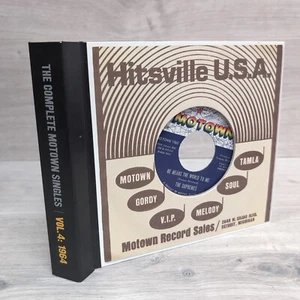 THE COMPLETE MOTOWN SINGLES | VOL. 4: 1964
Hitsville U.S.A.
MOTOWN
HE MEANS THE WORLD TO ME
THE SUPREMES
MOTOWN
TAMLA
GORDY
SOUL
V.I.P.
MELODY
Motown Record Sales /
2648 W. GRAND BLVD.
DETROIT, MICHIGAN